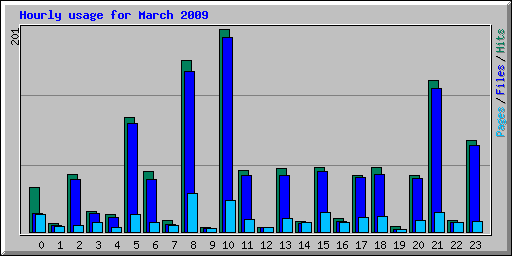 Hourly usage for March 2009
201
Pages / Files / Hits
0 1 2 3 4 5 6 7 8 9 10 11 12 13 14 15 16 17 18 19 20 21 22 23